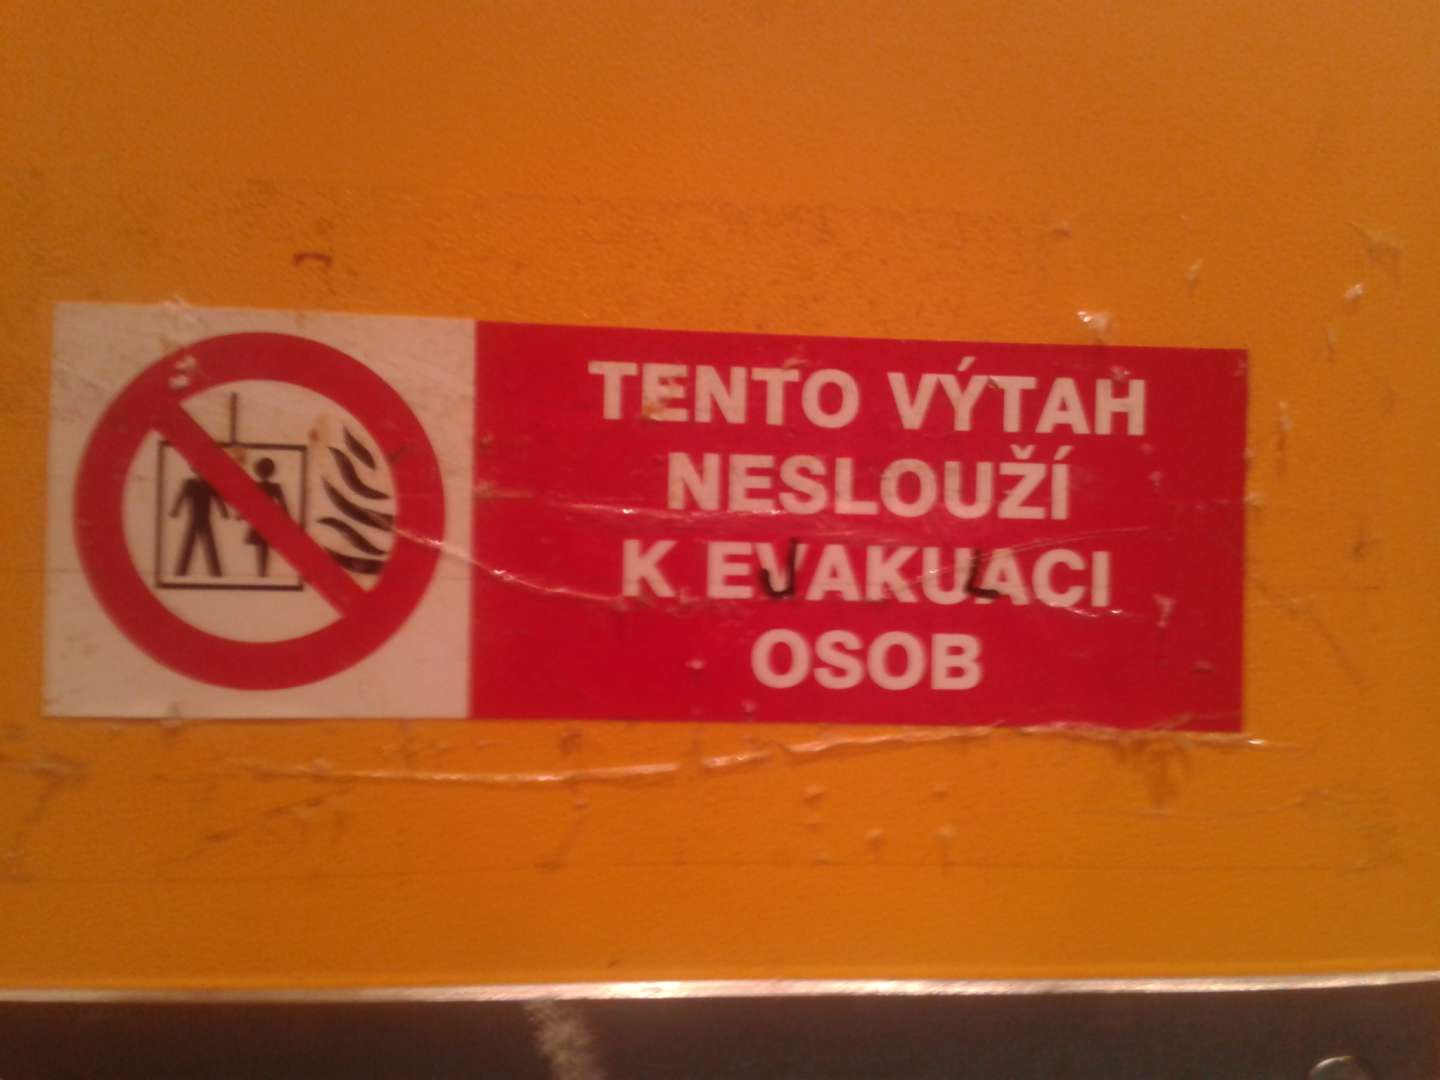 TENTO VÝTAH
NESLOUŽÍ
K EVAKUACI
OSOB